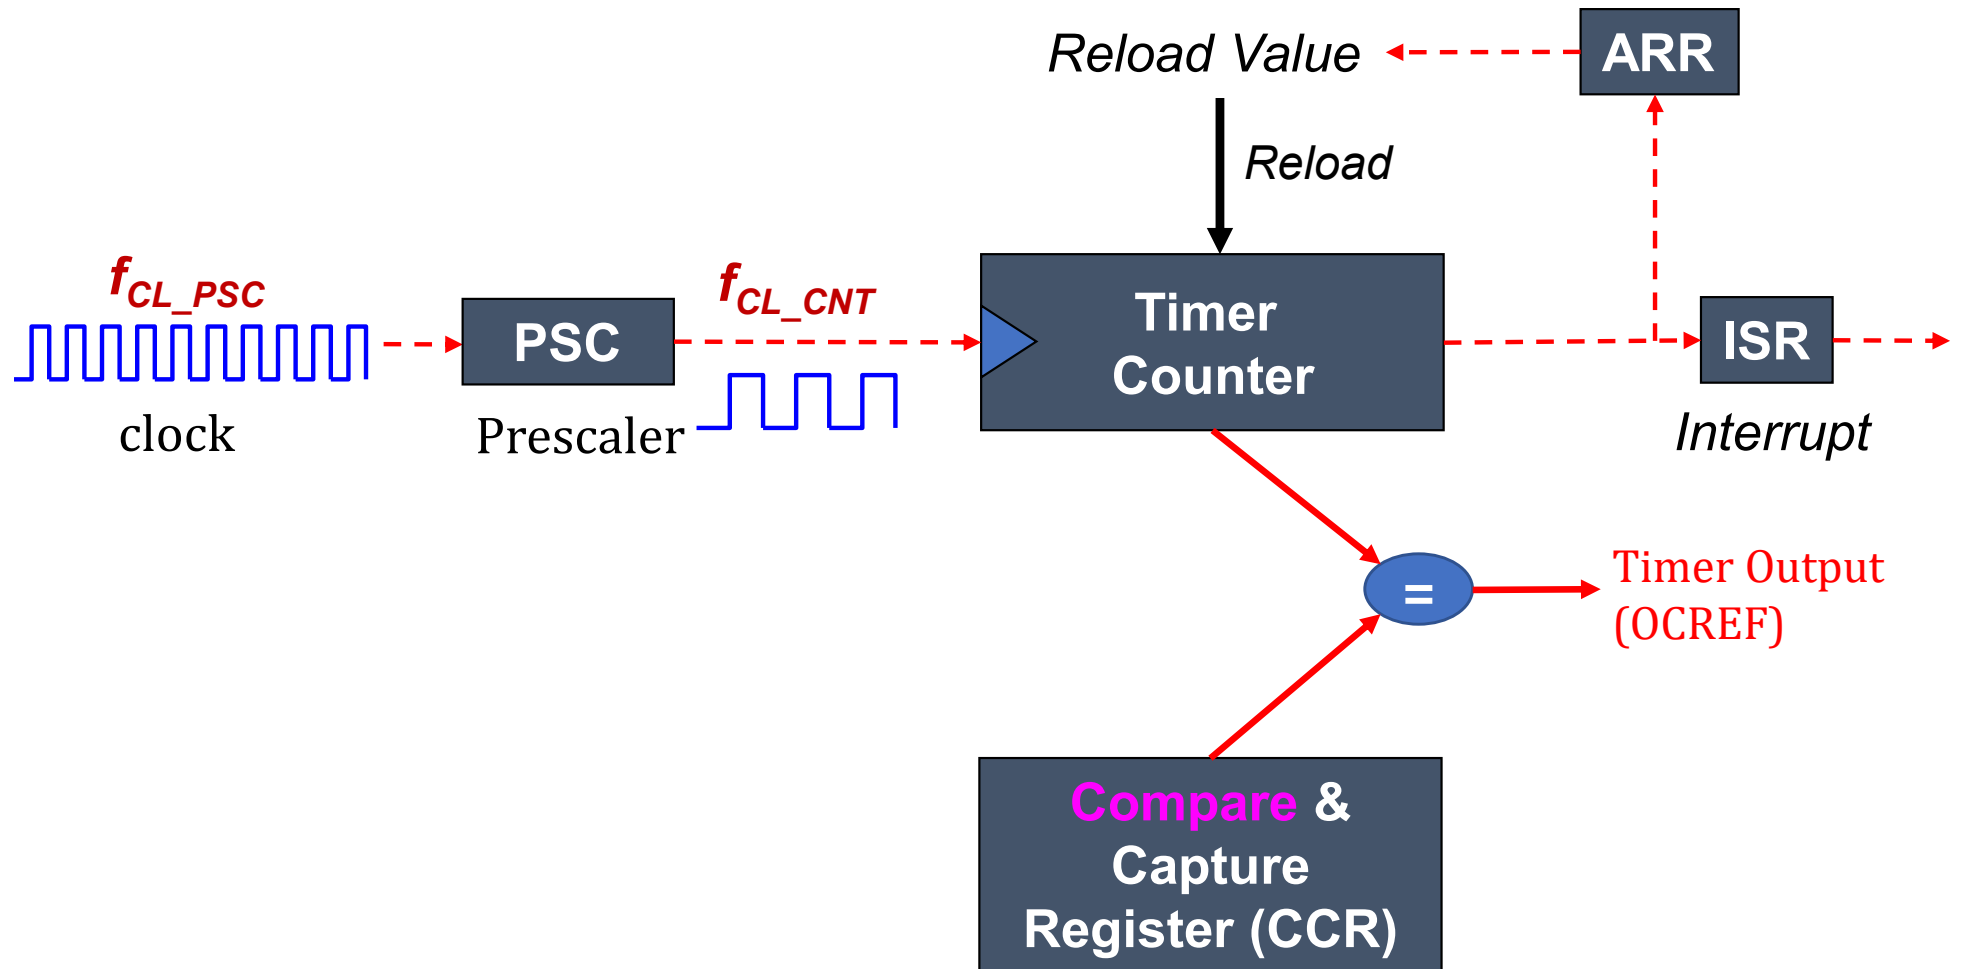 Reload Value
ARR
Reload
f_CL_PSC
f_CL_CNT
PSC
Timer
Counter
ISR
clock
Prescaler
Interrupt
=
Timer Output
(OCREF)
Compare &
Capture
Register (CCR)